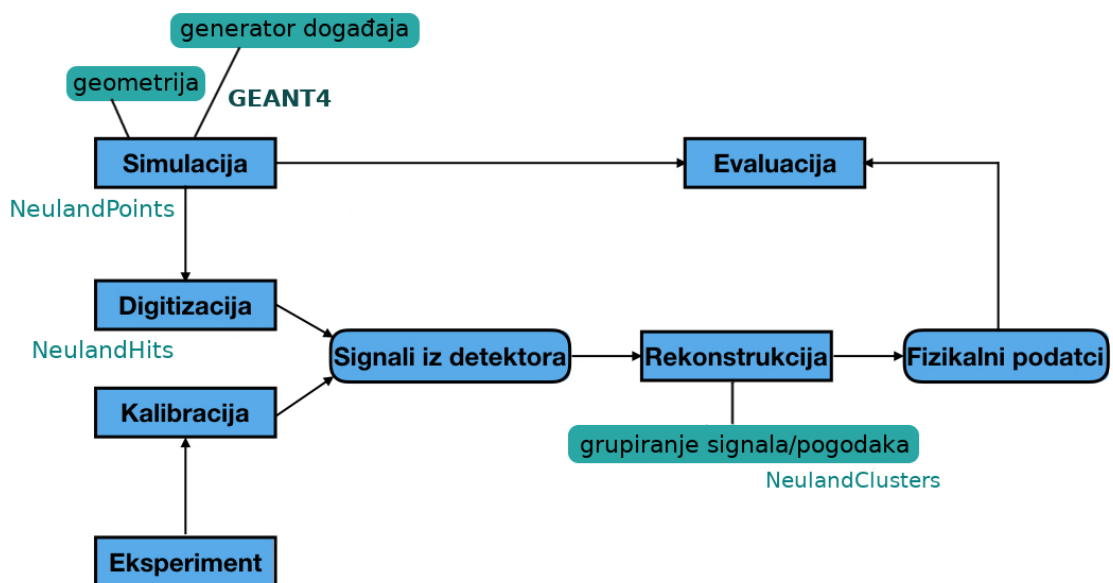 generator događaja
geometrija
GEANT4
Simulacija
Evaluacija
NeulandPoints
Digitizacija
NeulandHits
Signali iz detektora
Rekonstrukcija
Fizikalni podatci
Kalibracija
grupiranje signala/pogodaka
NeulandClusters
Eksperiment